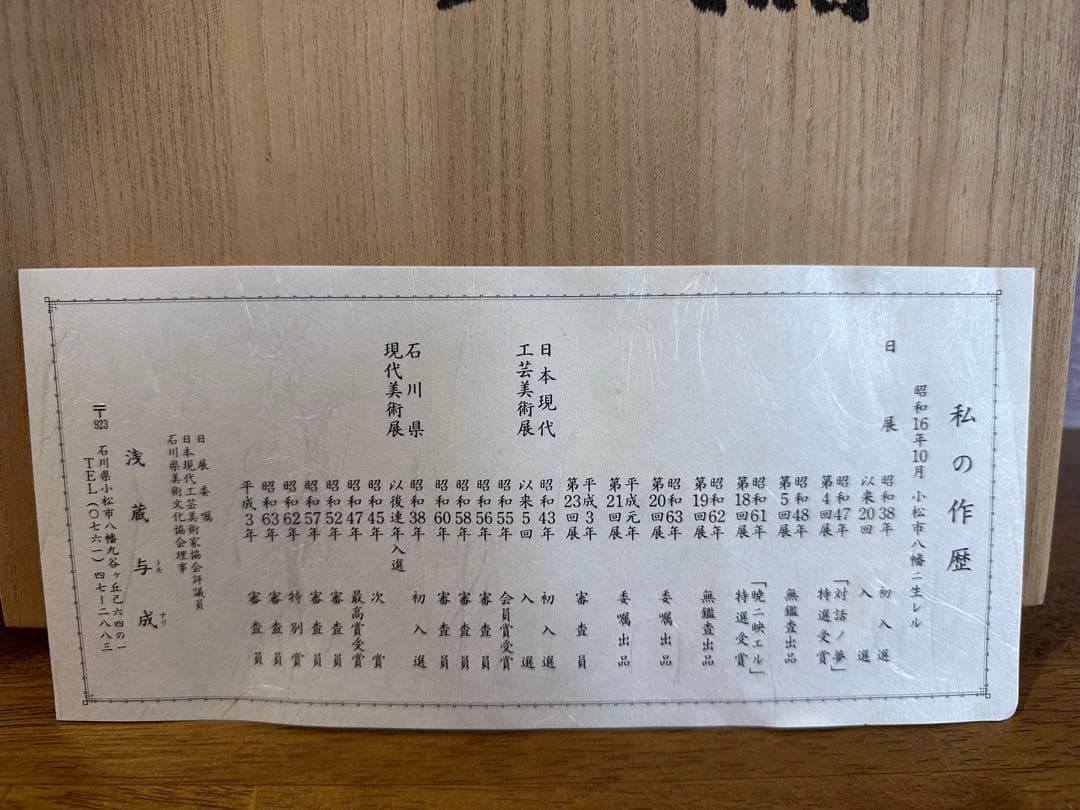 私の作歴
昭和16年10月 小松市八幡ニ生レル
日展
昭和38年 初入選
以来20回 入選
昭和47年
第4回展
「対話ノ夢」
特選受賞
昭和48年
第5回展
無鑑査出品
昭和61年
第18回展
「暁ニ映エル」
特選受賞
昭和62年
第19回展
無鑑査出品
昭和63年
第20回展
委嘱出品
平成元年
第21回展
委嘱出品
平成3年
第23回展
審査員
日本現代
工芸美術展
昭和43年 初入選
以来5回 入選
昭和55年 会員賞受賞
昭和56年 審査員
昭和58年 審査員
昭和60年 審査員
石川県
現代美術展
昭和38年 初入選
以後連年入選
昭和45年 次賞
昭和47年 最高賞受賞
昭和52年 審査員
昭和57年 審査員
昭和62年 特別賞
昭和63年 審査員
平成3年 審査員
日展委嘱
日本現代工芸美術家協会評議員
石川県美術文化協会理事
浅蔵与成
トモナリ
〒923 石川県小松市八幡九谷ヶ丘己六四の一
TEL(〇七六一)四七ー二八八三